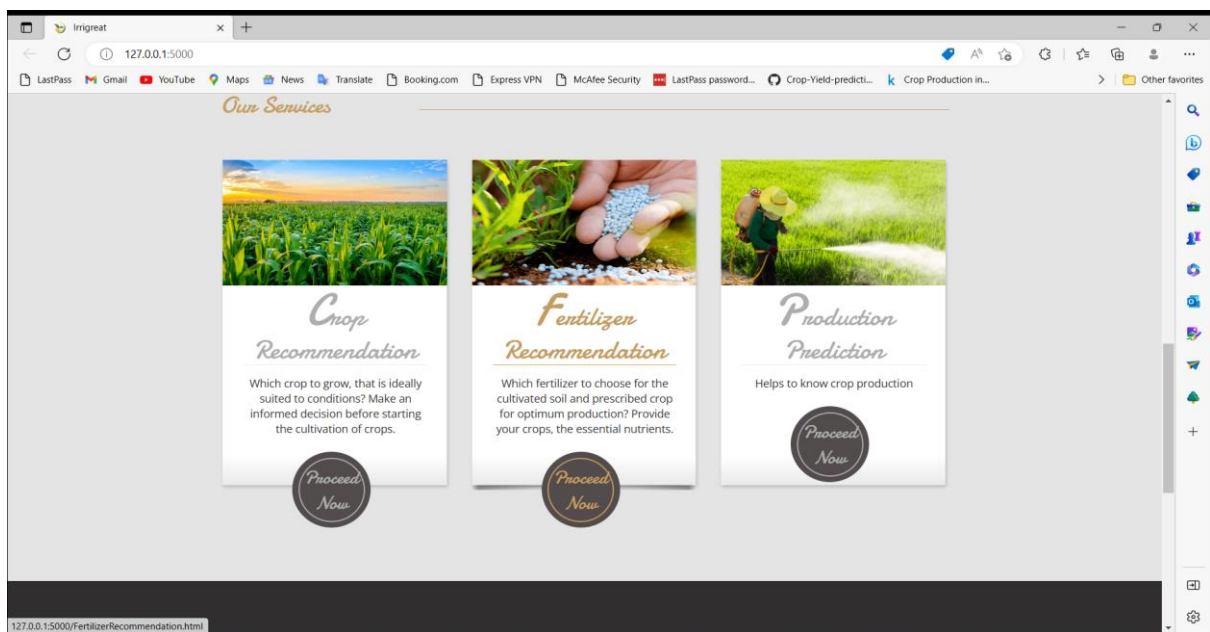 Irrigreat
127.0.0.1:5000
LastPass Gmail YouTube Maps News Translate Booking.com Express VPN McAfee Security LastPass password... Crop-Yield-predicti... Crop Production in... Other favorites
Our Services
Crop
Recommendation
Which crop to grow, that is ideally
suited to conditions? Make an
informed decision before starting
the cultivation of crops.
Proceed
Now
Fertilizer
Recommendation
Which fertilizer to choose for the
cultivated soil and prescribed crop
for optimum production? Provide
your crops, the essential nutrients.
Proceed
Now
Production
Prediction
Helps to know crop production
Proceed
Now
127.0.0.1:5000/FertilizerRecommendation.html